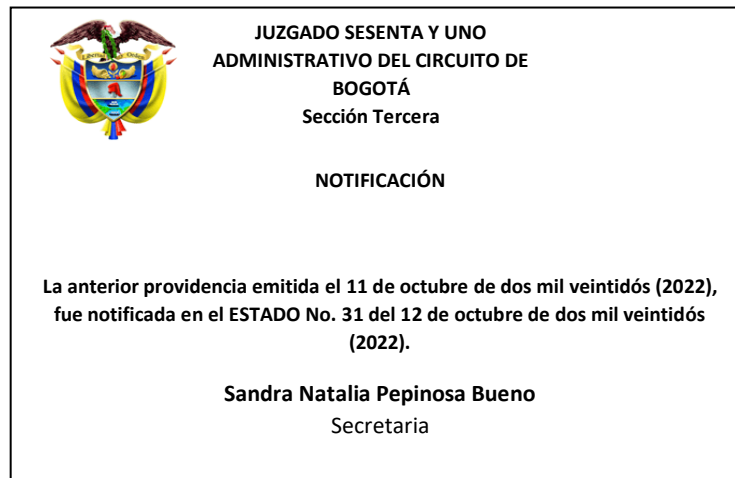 JUZGADO SESENTA Y UNO
ADMINISTRATIVO DEL CIRCUITO DE
BOGOTÁ
Sección Tercera
NOTIFICACIÓN
La anterior providencia emitida el 11 de octubre de dos mil veintidós (2022),
fue notificada en el ESTADO No. 31 del 12 de octubre de dos mil veintidós
(2022).
Sandra Natalia Pepinosa Bueno
Secretaria